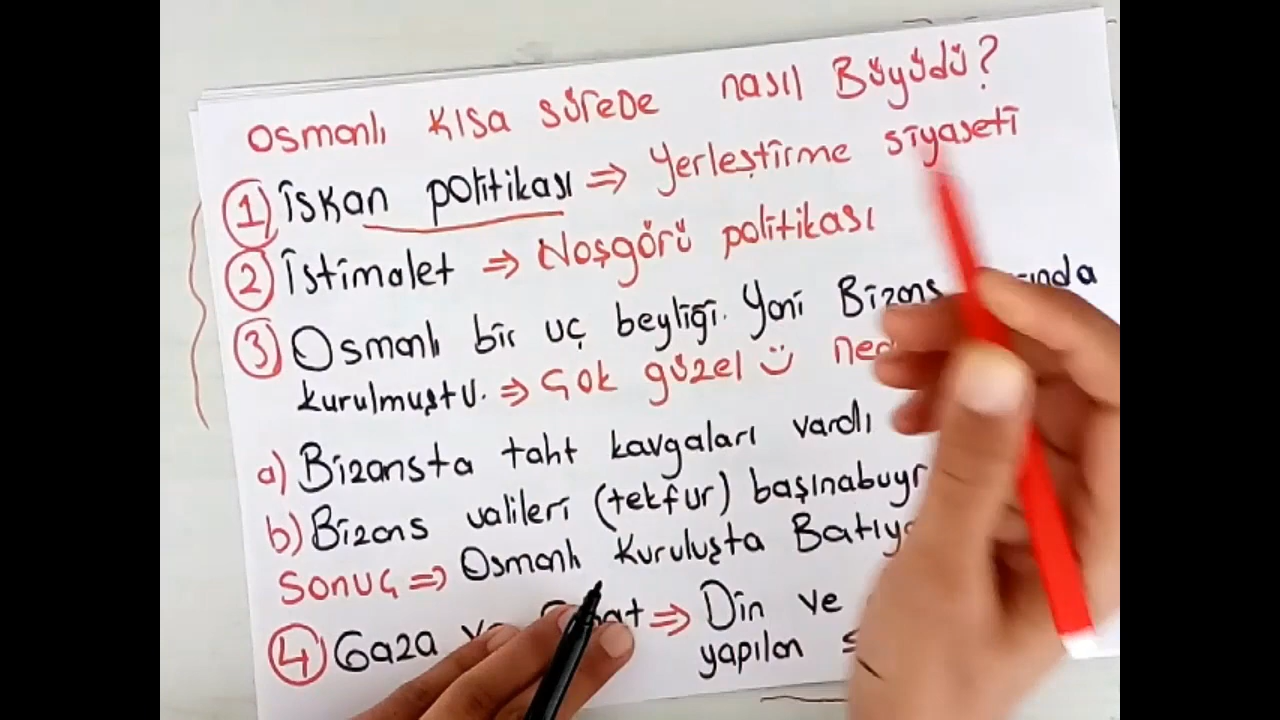 Osmanlı kısa sürede nasıl Büyüdü?
1 İskan politikası ⇒ Yerleştirme siyaseti
2 İstimalet ⇒ Hoşgörü politikası
3 Osmanlı bir uç beyliği. Yani Bizans
kurulmuştu. ⇒ Çok güzel
a) Bizansta taht kavgaları vardı
b) Bizans valileri (tekfur)
Sonuç ⇒ Osmanlı Kuruluşta
4 Gaza ⇒ Din ve
yapılan